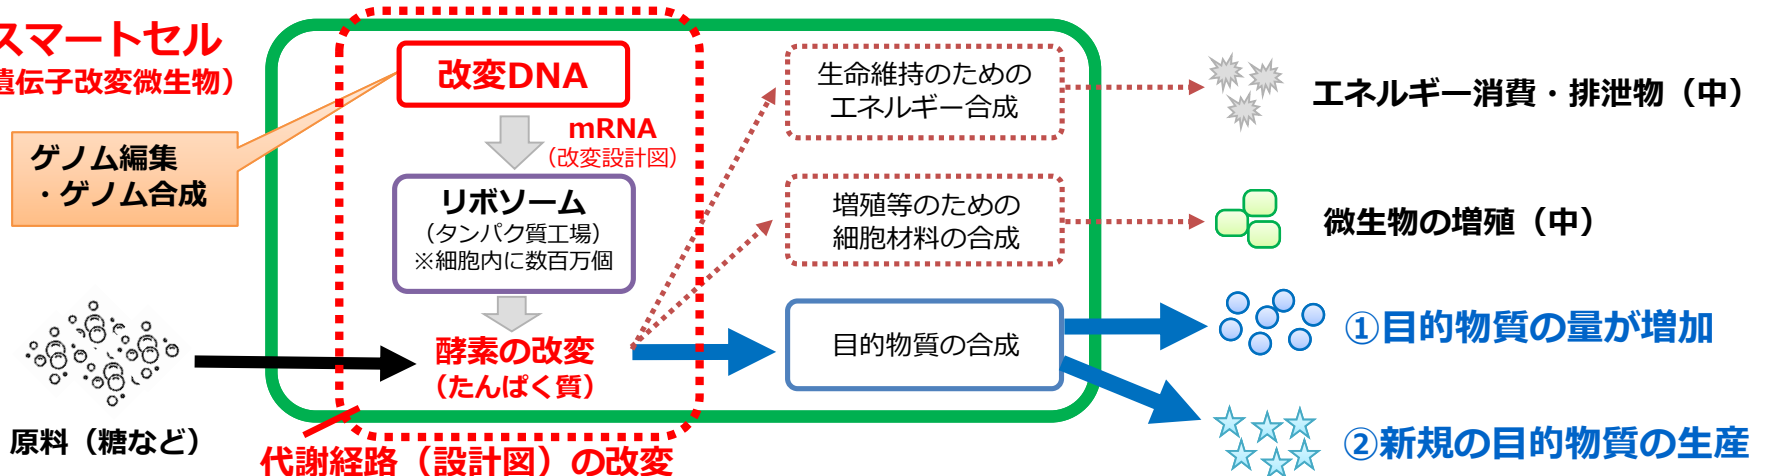 スマートセル
遺伝子改変微生物）
ゲノム編集
・ゲノム合成
改変DNA
mRNA
（改変設計図）
リボソーム
（タンパク質工場）
※細胞内に数百万個
酵素の改変
（たんぱく質）
原料（糖など）
代謝経路（設計図）の改変
生命維持のための
エネルギー合成
増殖等のための
細胞材料の合成
目的物質の合成
エネルギー消費・排泄物（中）
微生物の増殖（中）
①目的物質の量が増加
②新規の目的物質の生産